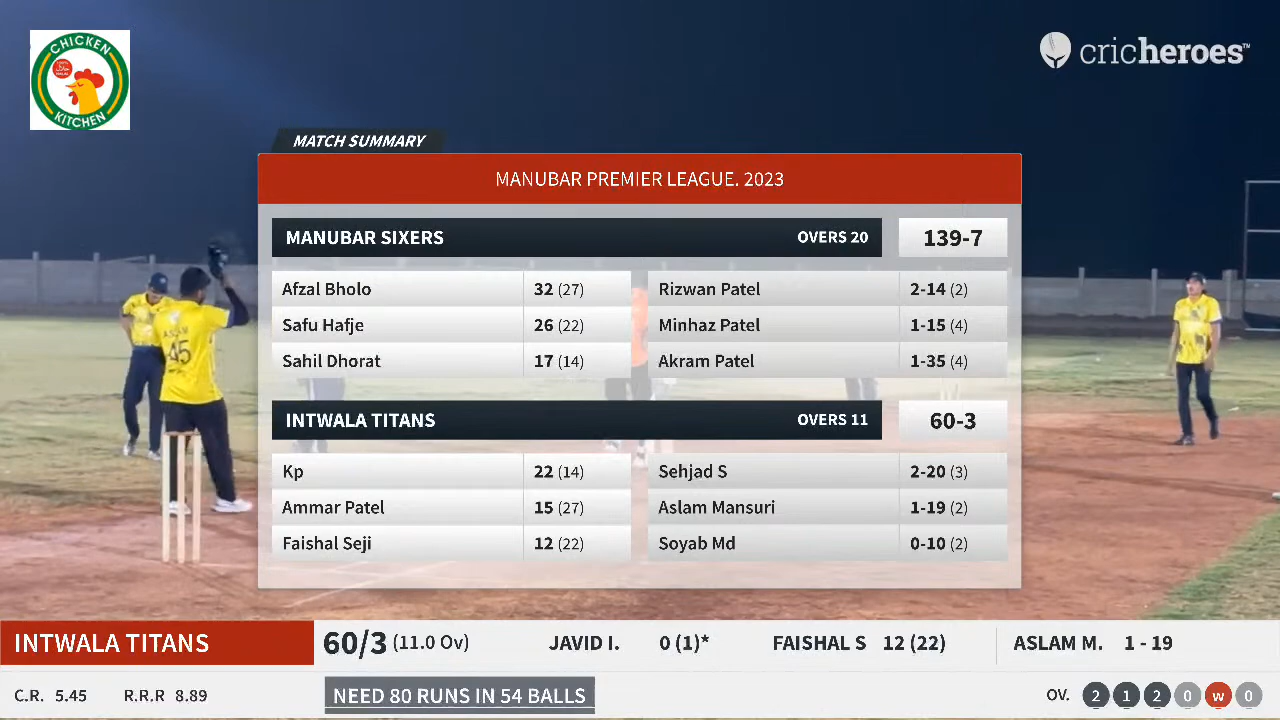 CHICKEN
100%
KITCHEN
cricheroes™
MATCH SUMMARY
MANUBAR PREMIER LEAGUE. 2023
MANUBAR SIXERS OVERS 20 139-7
Afzal Bholo 32 (27) Rizwan Patel 2-14 (2)
Safu Hafje 26 (22) Minhaz Patel 1-15 (4)
Sahil Dhorat 17 (14) Akram Patel 1-35 (4)
INTWALA TITANS OVERS 11 60-3
Kp 22 (14) Sehjad S 2-20 (3)
Ammar Patel 15 (27) Aslam Mansuri 1-19 (2)
Faishal Seji 12 (22) Soyab Md 0-10 (2)
ASLAM
45
INTWALA TITANS 60/3 (11.0 Ov) JAVID I. 0 (1)* FAISHAL S 12 (22) ASLAM M. 1 - 19
C.R. 5.45 R.R.R 8.89 NEED 80 RUNS IN 54 BALLS OV. 2 1 2 0 W 0